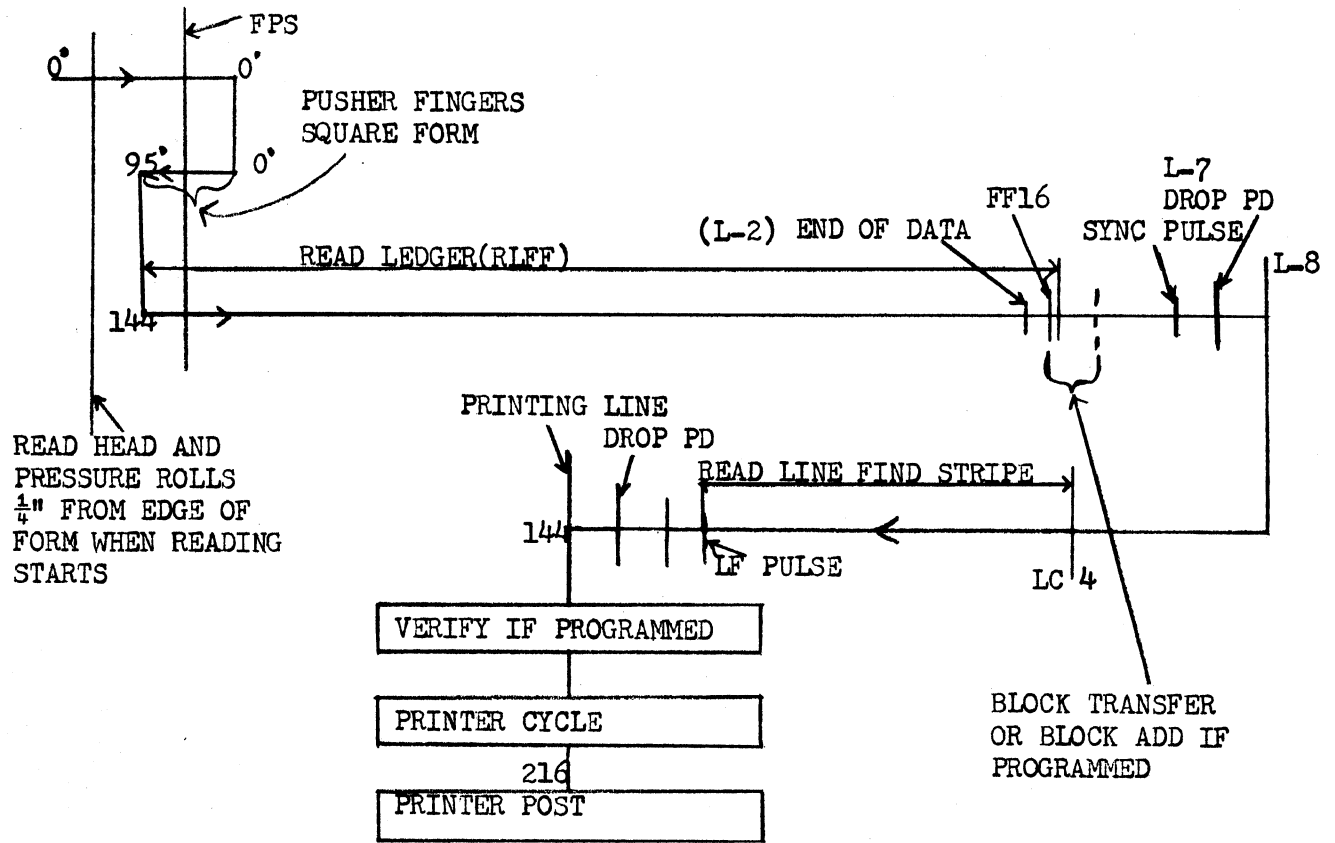 FPS
0°
0°
PUSHER FINGERS
SQUARE FORM
95°
0°
L-7
DROP PD
FF16
(L-2) END OF DATA
SYNC PULSE
READ LEDGER(RLFF)
L-8
144
PRINTING LINE
DROP PD
READ HEAD AND
PRESSURE ROLLS
¼" FROM EDGE OF
FORM WHEN READING
STARTS
READ LINE FIND STRIPE
144
LF PULSE
LC 4
VERIFY IF PROGRAMMED
BLOCK TRANSFER
OR BLOCK ADD IF
PROGRAMMED
PRINTER CYCLE
216
PRINTER POST